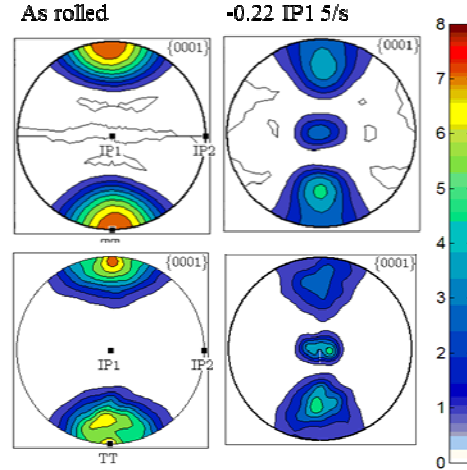 As rolled -0.22 IP1 5/s
{0001} {0001} 8
7
IP1 IP2 6
5
{0001} {0001} 4
3
IP1 IP2 2
1
TT 0